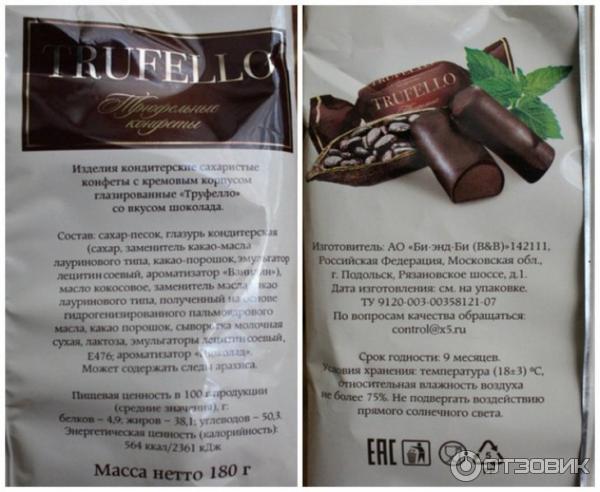 TRUFELLO
Трюфельные
конфеты
Изделия кондитерские сахаристые
конфеты с кремовым корпусом
глазированные «Труфелло»
со вкусом шоколада.
Состав: сахар-песок, глазурь кондитерская
(сахар, заменитель какао-масла
лауринового типа, какао-порошок, эмульгатор
лецитин соевый, ароматизатор «Ванилин»),
масло кокосовое, заменитель масла какао
лауринового типа, полученный на основе
гидрогенизированного пальмоядрового
масла, какао порошок, сыворотка молочная
сухая, лактоза, эмульгаторы лецитин соевый,
Е476; ароматизатор «Шоколад».
Может содержать следы арахиса.
Пищевая ценность в 100 г продукции
(средние значения), г:
белков – 4,9; жиров – 38,1; углеводов – 50,3.
Энергетическая ценность (калорийность):
564 ккал/2361 кДж
Масса нетто 180 г
TRUFELLO
Изготовитель: АО «Би-энд-Би (B&B)»142111,
Российская Федерация, Московская обл.,
г. Подольск, Рязановское шоссе, д.1.
Дата изготовления: см. на упаковке.
ТУ 9120-003-00358121-07
По вопросам качества обращаться:
control@x5.ru
Срок годности: 9 месяцев.
Условия хранения: температура (18±3) ºС,
относительная влажность воздуха
не более 75%. Не подвергать воздействию
прямого солнечного света.
EAC
5
ОТЗОВИК